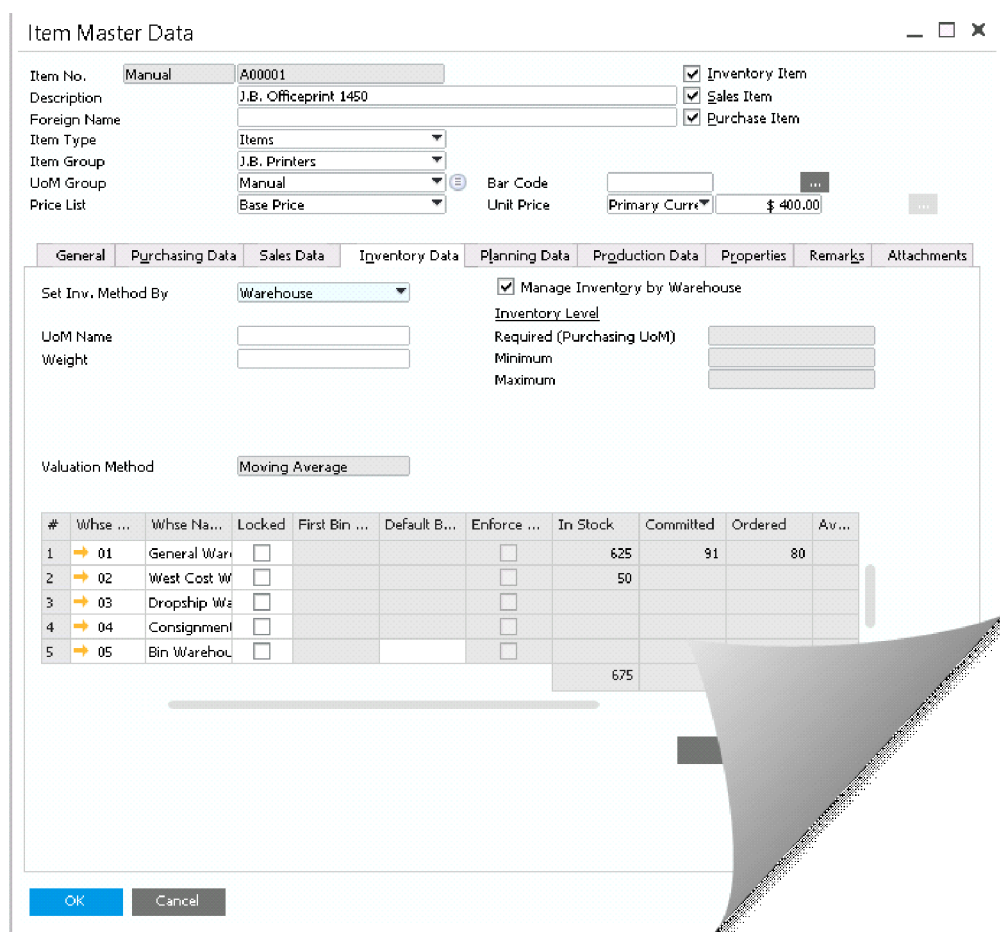 Item Master Data
Item No. Manual A00001 Inventory Item
Description J.B. Officeprint 1450 Sales Item
Foreign Name Purchase Item
Item Type Items
Item Group J.B. Printers
UoM Group Manual Bar Code ...
Price List Base Price Unit Price Primary Curre $ 400.00 ...
General Purchasing Data Sales Data Inventory Data Planning Data Production Data Properties Remarks Attachments
Set Inv. Method By Warehouse Manage Inventory by Warehouse
Inventory Level
UoM Name Required (Purchasing UoM)
Weight Minimum
Maximum
Valuation Method Moving Average
# Whse ... Whse Na... Locked First Bin ... Default B... Enforce ... In Stock Committed Ordered Av...
1 01 General War 625 91 80
2 02 West Cost W 50
3 03 Dropship Wa
4 04 Consignment
5 05 Bin Warehou
675
OK Cancel